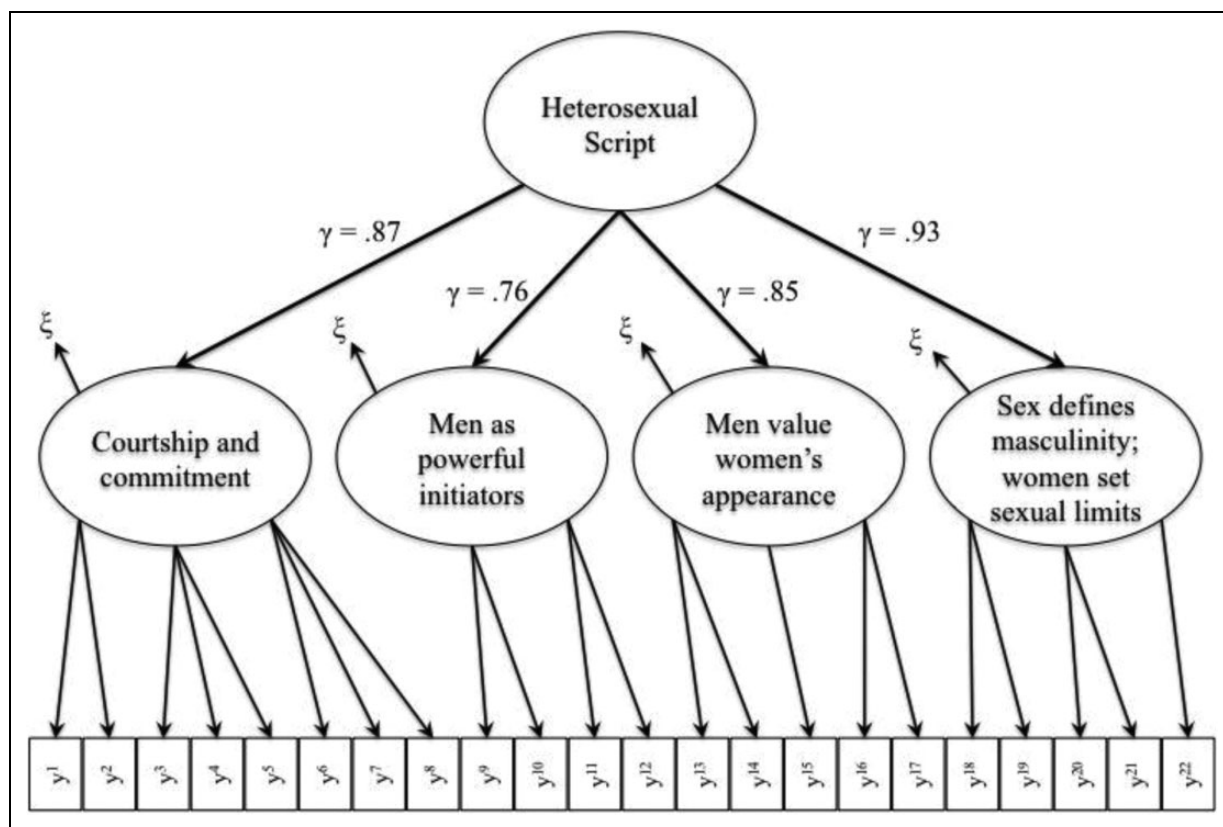 Heterosexual
Script
γ = .87
γ = .93
γ = .76
γ = .85
ξ
ξ
ξ
ξ
Courtship and
commitment
Men as
powerful
initiators
Men value
women’s
appearance
Sex defines
masculinity;
women set
sexual limits
y¹
y²
y³
y⁴
y⁵
y⁶
y⁷
y⁸
y⁹
y¹⁰
y¹¹
y¹²
y¹³
y¹⁴
y¹⁵
y¹⁶
y¹⁷
y¹⁸
y¹⁹
y²⁰
y²¹
y²²